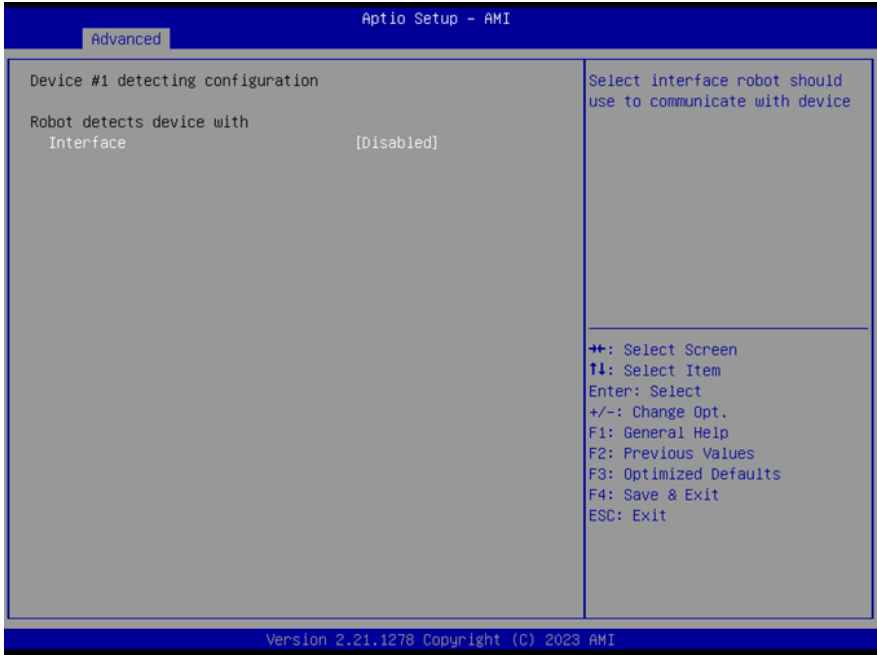 Aptio Setup – AMI
Advanced
Device #1 detecting configuration
Robot detects device with
Interface [Disabled]
Select interface robot should
use to communicate with device
→←: Select Screen
↑↓: Select Item
Enter: Select
+/-: Change Opt.
F1: General Help
F2: Previous Values
F3: Optimized Defaults
F4: Save & Exit
ESC: Exit
Version 2.21.1278 Copyright (C) 2023 AMI